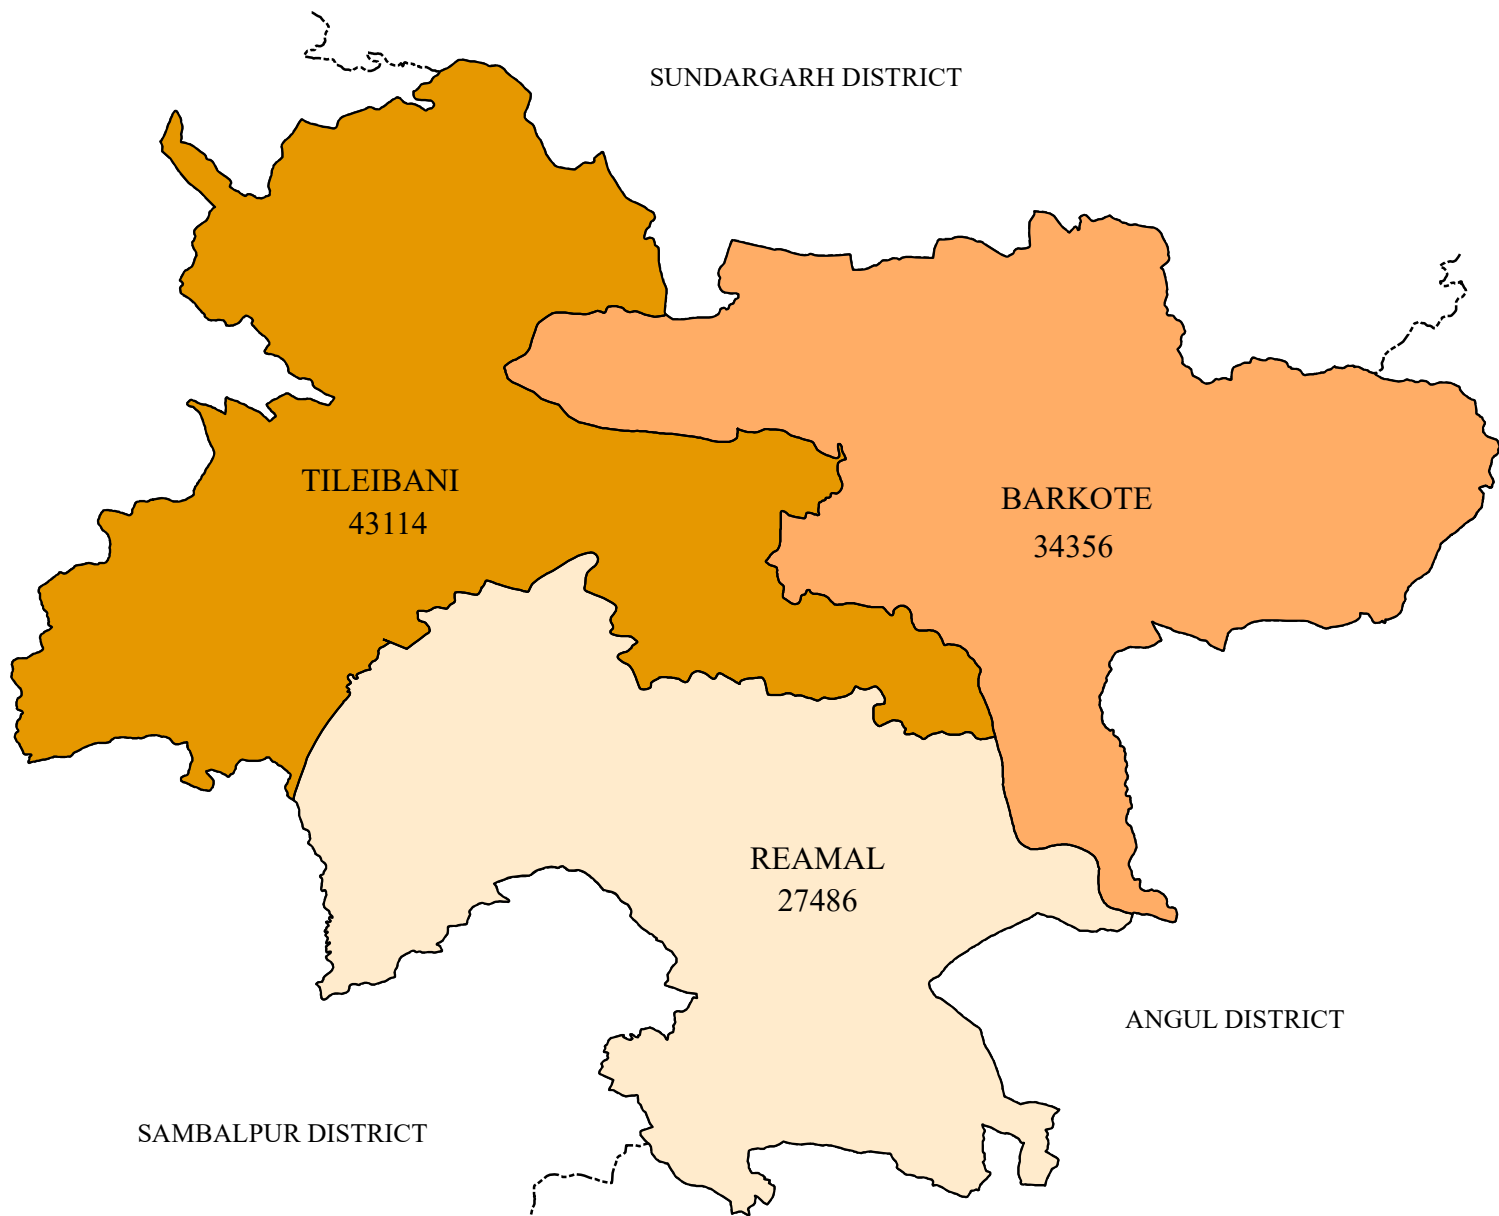 SUNDARGARH DISTRICT
TILEIBANI
43114
BARKOTE
34356
REAMAL
27486
ANGUL DISTRICT
SAMBALPUR DISTRICT